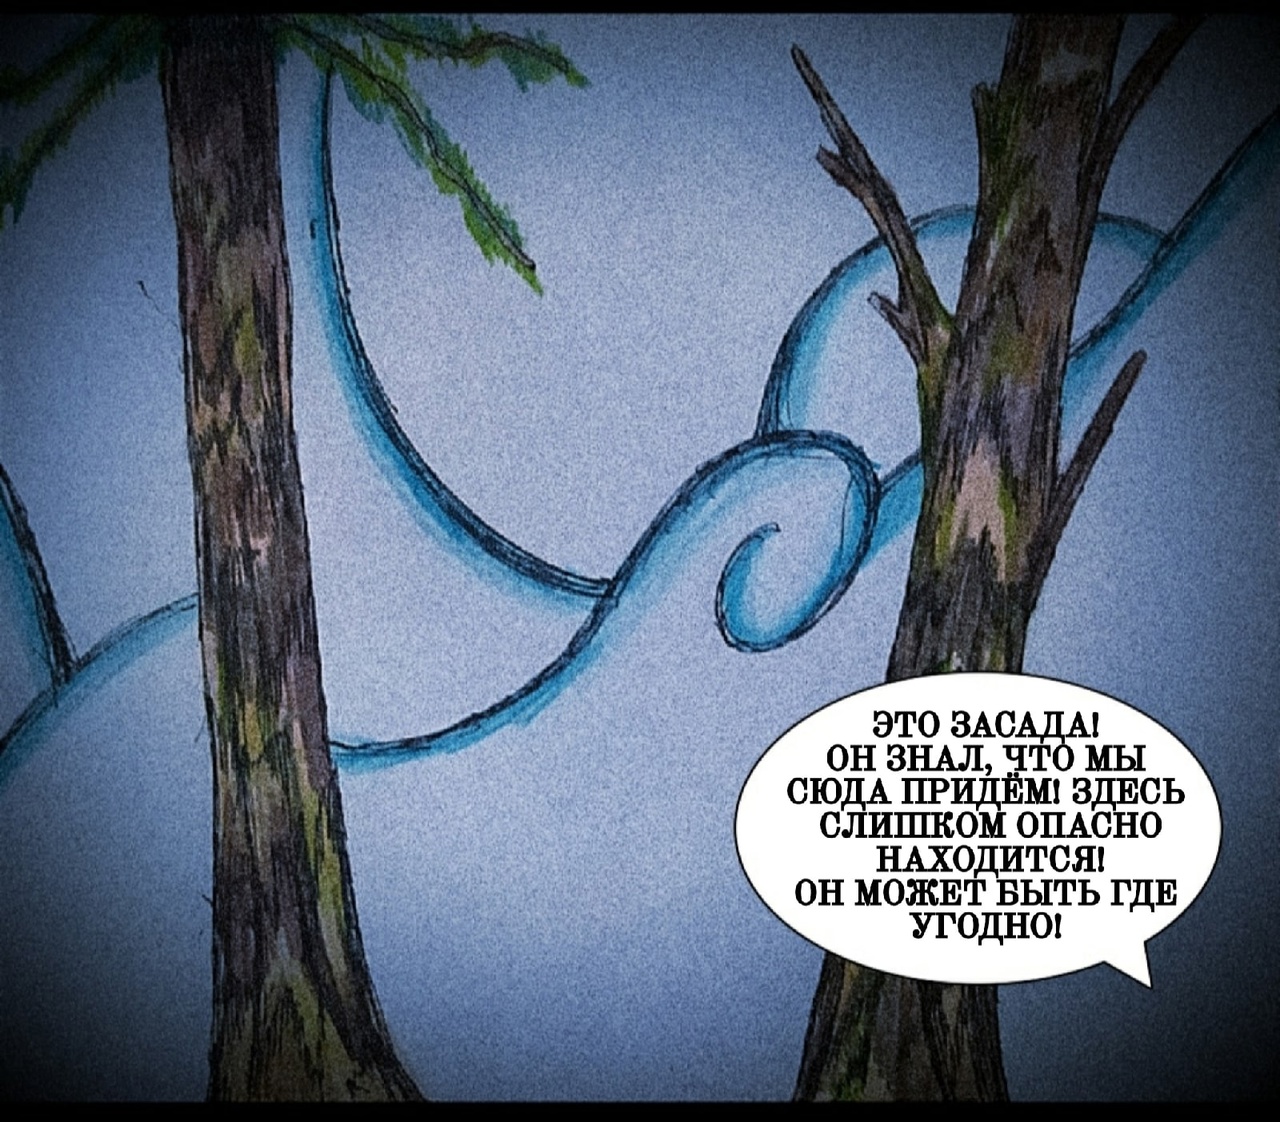 ЭТО ЗАСАДА!
ОН ЗНАЛ, ЧТО МЫ
СЮДА ПРИДЁМ! ЗДЕСЬ
СЛИШКОМ ОПАСНО
НАХОДИТСЯ!
ОН МОЖЕТ БЫТЬ ГДЕ
УГОДНО!